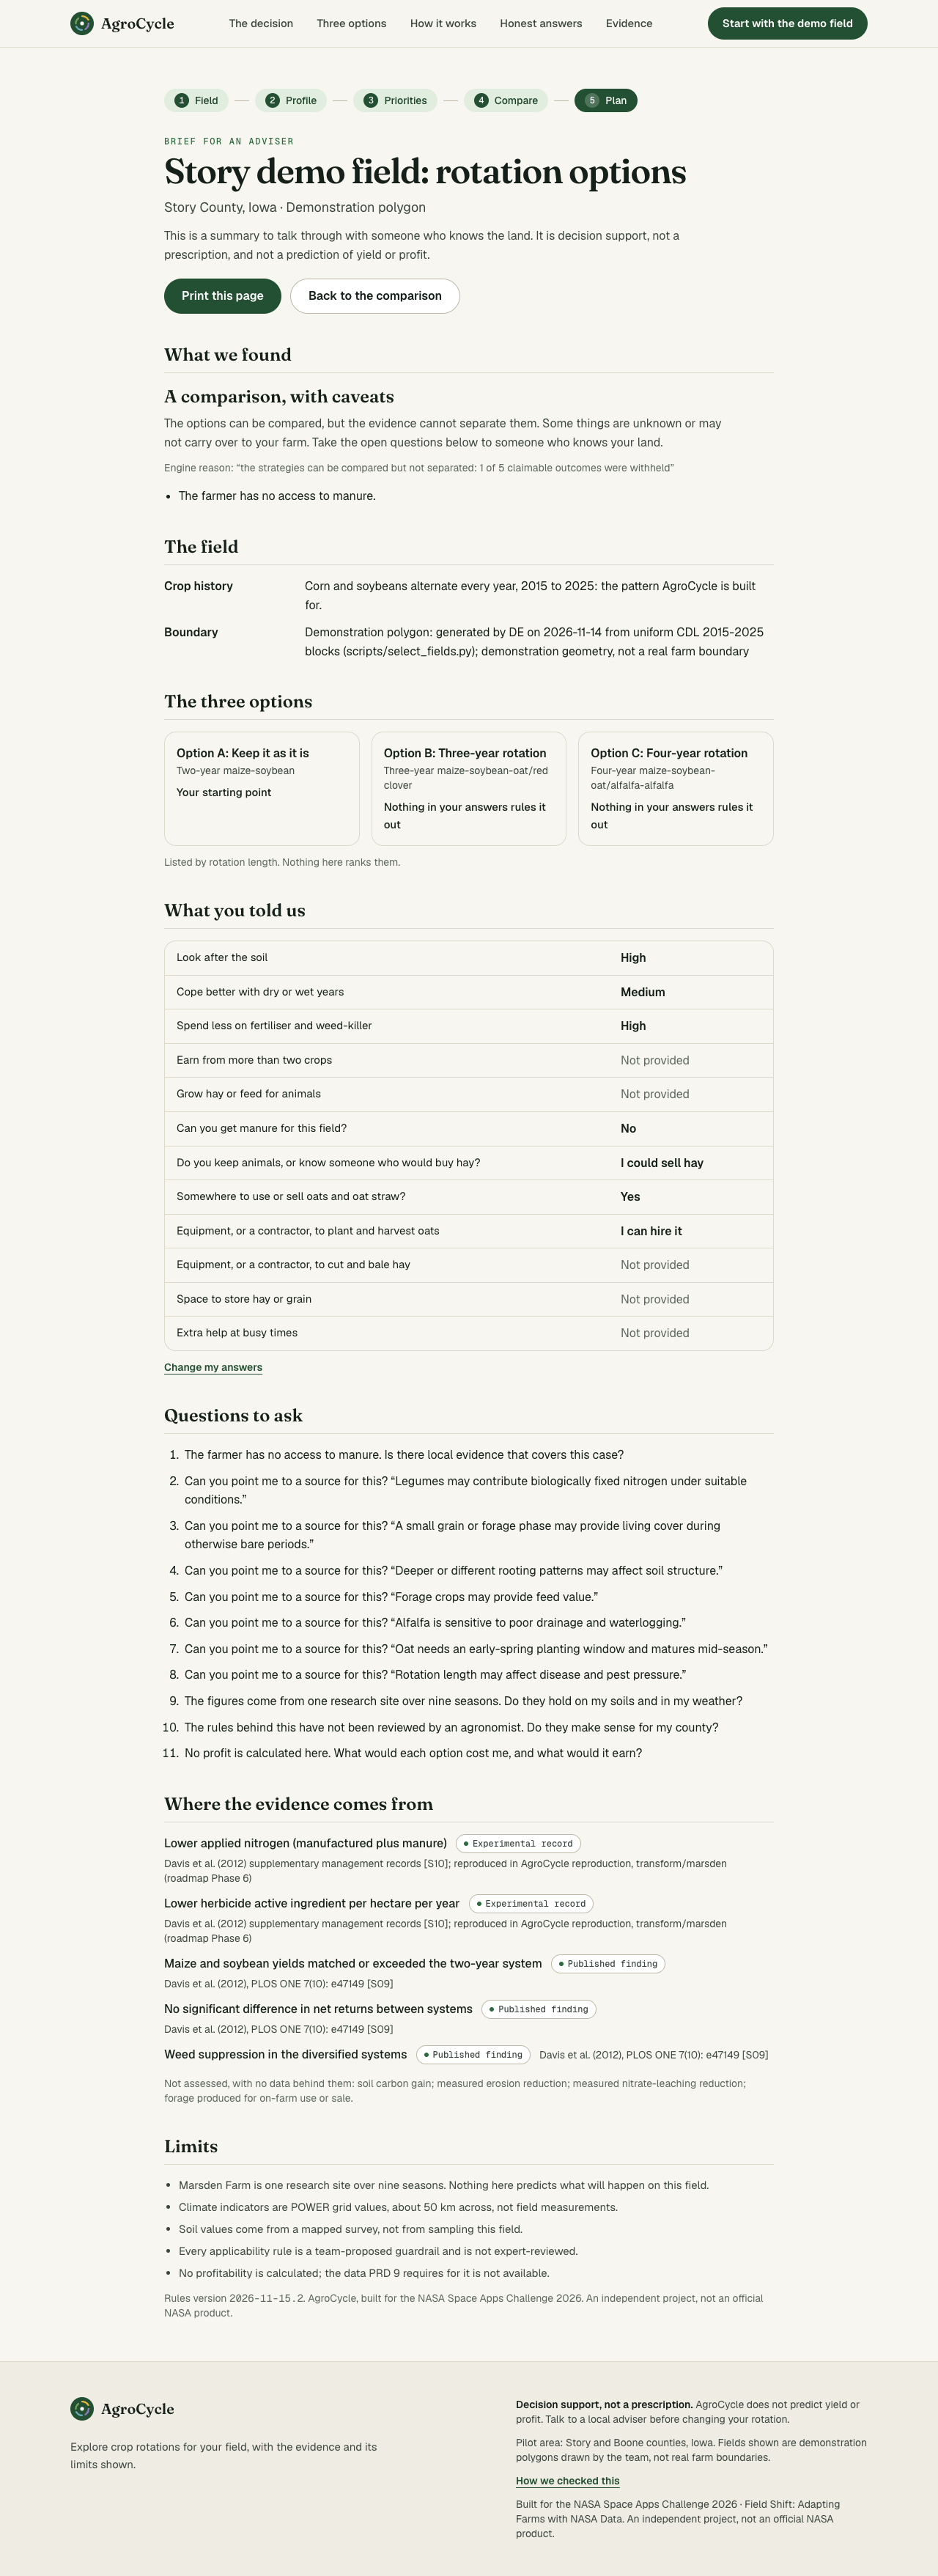 AgroCycle
The decision
Three options
How it works
Honest answers
Evidence
Start with the demo field
1 Field
2 Profile
3 Priorities
4 Compare
5 Plan
BRIEF FOR AN ADVISER
Story demo field: rotation options
Story County, Iowa · Demonstration polygon
This is a summary to talk through with someone who knows the land. It is decision support, not a
prescription, and not a prediction of yield or profit.
Print this page
Back to the comparison
What we found
A comparison, with caveats
The options can be compared, but the evidence cannot separate them. Some things are unknown or may
not carry over to your farm. Take the open questions below to someone who knows your land.
Engine reason: “the strategies can be compared but not separated: 1 of 5 claimable outcomes were withheld”
• The farmer has no access to manure.
The field
Crop history
Corn and soybeans alternate every year, 2015 to 2025: the pattern AgroCycle is built
for.
Boundary
Demonstration polygon: generated by DE on 2026-11-14 from uniform CDL 2015-2025
blocks (scripts/select_fields.py); demonstration geometry, not a real farm boundary
The three options
Option A: Keep it as it is
Two-year maize-soybean
Your starting point
Option B: Three-year rotation
Three-year maize-soybean-oat/red
clover
Nothing in your answers rules it
out
Option C: Four-year rotation
Four-year maize-soybean-
oat/alfalfa-alfalfa
Nothing in your answers rules it
out
Listed by rotation length. Nothing here ranks them.
What you told us
Look after the soil High
Cope better with dry or wet years Medium
Spend less on fertiliser and weed-killer High
Earn from more than two crops Not provided
Grow hay or feed for animals Not provided
Can you get manure for this field? No
Do you keep animals, or know someone who would buy hay? I could sell hay
Somewhere to use or sell oats and oat straw? Yes
Equipment, or a contractor, to plant and harvest oats I can hire it
Equipment, or a contractor, to cut and bale hay Not provided
Space to store hay or grain Not provided
Extra help at busy times Not provided
Change my answers
Questions to ask
1. The farmer has no access to manure. Is there local evidence that covers this case?
2. Can you point me to a source for this? “Legumes may contribute biologically fixed nitrogen under suitable
conditions.”
3. Can you point me to a source for this? “A small grain or forage phase may provide living cover during
otherwise bare periods.”
4. Can you point me to a source for this? “Deeper or different rooting patterns may affect soil structure.”
5. Can you point me to a source for this? “Forage crops may provide feed value.”
6. Can you point me to a source for this? “Alfalfa is sensitive to poor drainage and waterlogging.”
7. Can you point me to a source for this? “Oat needs an early-spring planting window and matures mid-season.”
8. Can you point me to a source for this? “Rotation length may affect disease and pest pressure.”
9. The figures come from one research site over nine seasons. Do they hold on my soils and in my weather?
10. The rules behind this have not been reviewed by an agronomist. Do they make sense for my county?
11. No profit is calculated here. What would each option cost me, and what would it earn?
Where the evidence comes from
Lower applied nitrogen (manufactured plus manure) Experimental record
Davis et al. (2012) supplementary management records [S10]; reproduced in AgroCycle reproduction, transform/marsden
(roadmap Phase 6)
Lower herbicide active ingredient per hectare per year Experimental record
Davis et al. (2012) supplementary management records [S10]; reproduced in AgroCycle reproduction, transform/marsden
(roadmap Phase 6)
Maize and soybean yields matched or exceeded the two-year system Published finding
Davis et al. (2012), PLOS ONE 7(10): e47149 [S09]
No significant difference in net returns between systems Published finding
Davis et al. (2012), PLOS ONE 7(10): e47149 [S09]
Weed suppression in the diversified systems Published finding Davis et al. (2012), PLOS ONE 7(10): e47149 [S09]
Not assessed, with no data behind them: soil carbon gain; measured erosion reduction; measured nitrate-leaching reduction;
forage produced for on-farm use or sale.
Limits
• Marsden Farm is one research site over nine seasons. Nothing here predicts what will happen on this field.
• Climate indicators are POWER grid values, about 50 km across, not field measurements.
• Soil values come from a mapped survey, not from sampling this field.
• Every applicability rule is a team-proposed guardrail and is not expert-reviewed.
• No profitability is calculated; the data PRD 9 requires for it is not available.
Rules version 2026-11-15.2. AgroCycle, built for the NASA Space Apps Challenge 2026. An independent project, not an official
NASA product.
AgroCycle
Explore crop rotations for your field, with the evidence and its
limits shown.
Decision support, not a prescription. AgroCycle does not predict yield or
profit. Talk to a local adviser before changing your rotation.
Pilot area: Story and Boone counties, Iowa. Fields shown are demonstration
polygons drawn by the team, not real farm boundaries.
How we checked this
Built for the NASA Space Apps Challenge 2026 · Field Shift: Adapting
Farms with NASA Data. An independent project, not an official NASA
product.